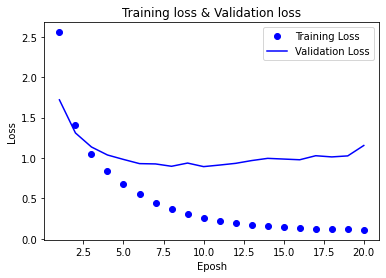 Training loss & Validation loss
Training Loss
Validation Loss
Loss
2.5
2.0
1.5
1.0
0.5
0.0
2.5 5.0 7.5 10.0 12.5 15.0 17.5 20.0
Eposh